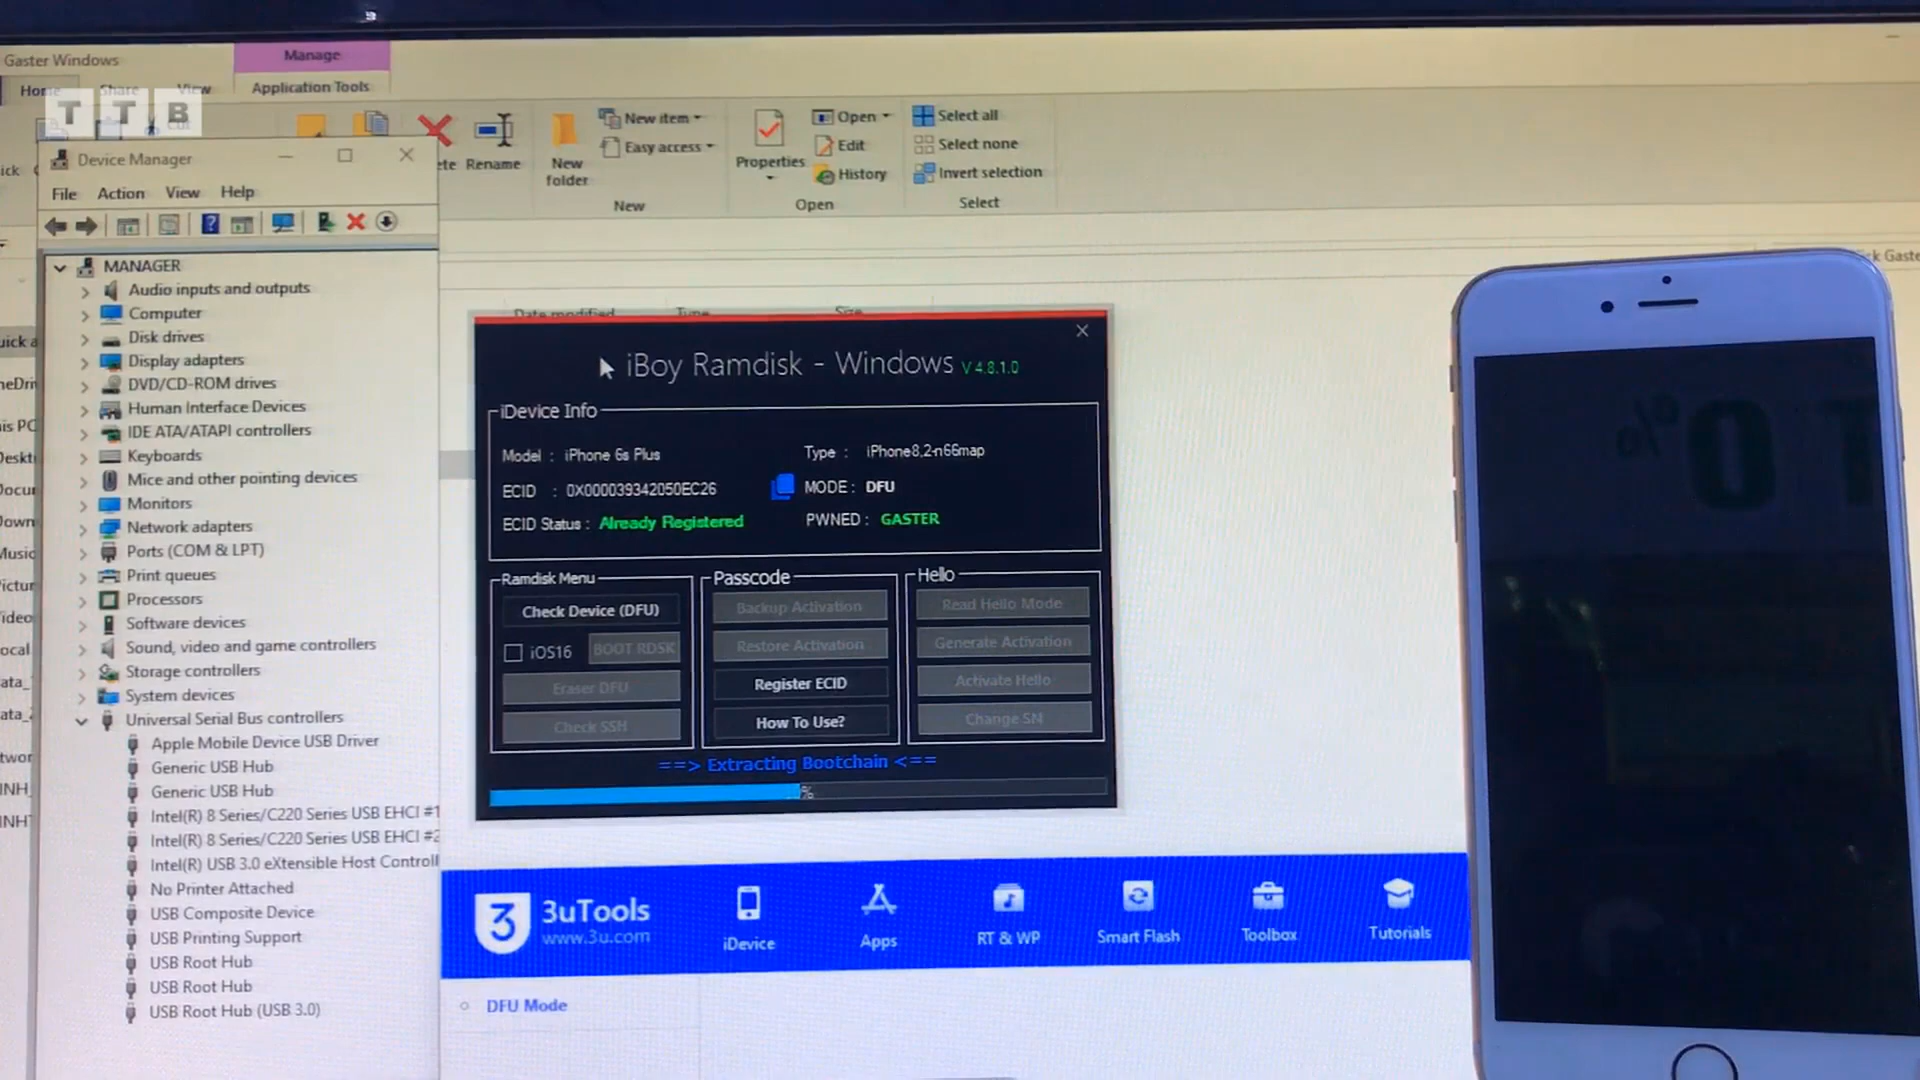 Gaster Windows
Manage
Home
Share
View
Application Tools
TTB
Rename
New folder
New item
Easy access
New
Properties
Open
Edit
History
Open
Select all
Select none
Invert selection
Select
Device Manager
File Action View Help
MANAGER
Audio inputs and outputs
Computer
Disk drives
Display adapters
DVD/CD-ROM drives
Human Interface Devices
IDE ATA/ATAPI controllers
Keyboards
Mice and other pointing devices
Monitors
Network adapters
Ports (COM & LPT)
Print queues
Processors
Software devices
Sound, video and game controllers
Storage controllers
System devices
Universal Serial Bus controllers
Apple Mobile Device USB Driver
Generic USB Hub
Generic USB Hub
Intel(R) 8 Series/C220 Series USB EHCI #1
Intel(R) 8 Series/C220 Series USB EHCI #2
Intel(R) USB 3.0 eXtensible Host Controll
No Printer Attached
USB Composite Device
USB Printing Support
USB Root Hub
USB Root Hub
USB Root Hub (USB 3.0)
Date modified Type Size
iBoy Ramdisk - Windows V 4.8.1.0
iDevice Info
Model : iPhone 6s Plus
Type : iPhone8,2-n66map
ECID : 0X000039342050EC26
MODE : DFU
ECID Status : Already Registered
PWNED : GASTER
Ramdisk Menu
Check Device (DFU)
iOS16 BOOT RDSK
Eraser DFU
Check SSH
Passcode
Backup Activation
Restore Activation
Register ECID
How To Use?
Hello
Read Hello Mode
Generate Activation
Activate Hello
Change SN
==> Extracting Bootchain <==
%
3uTools
www.3u.com
iDevice
Apps
RT & WP
Smart Flash
Toolbox
Tutorials
DFU Mode